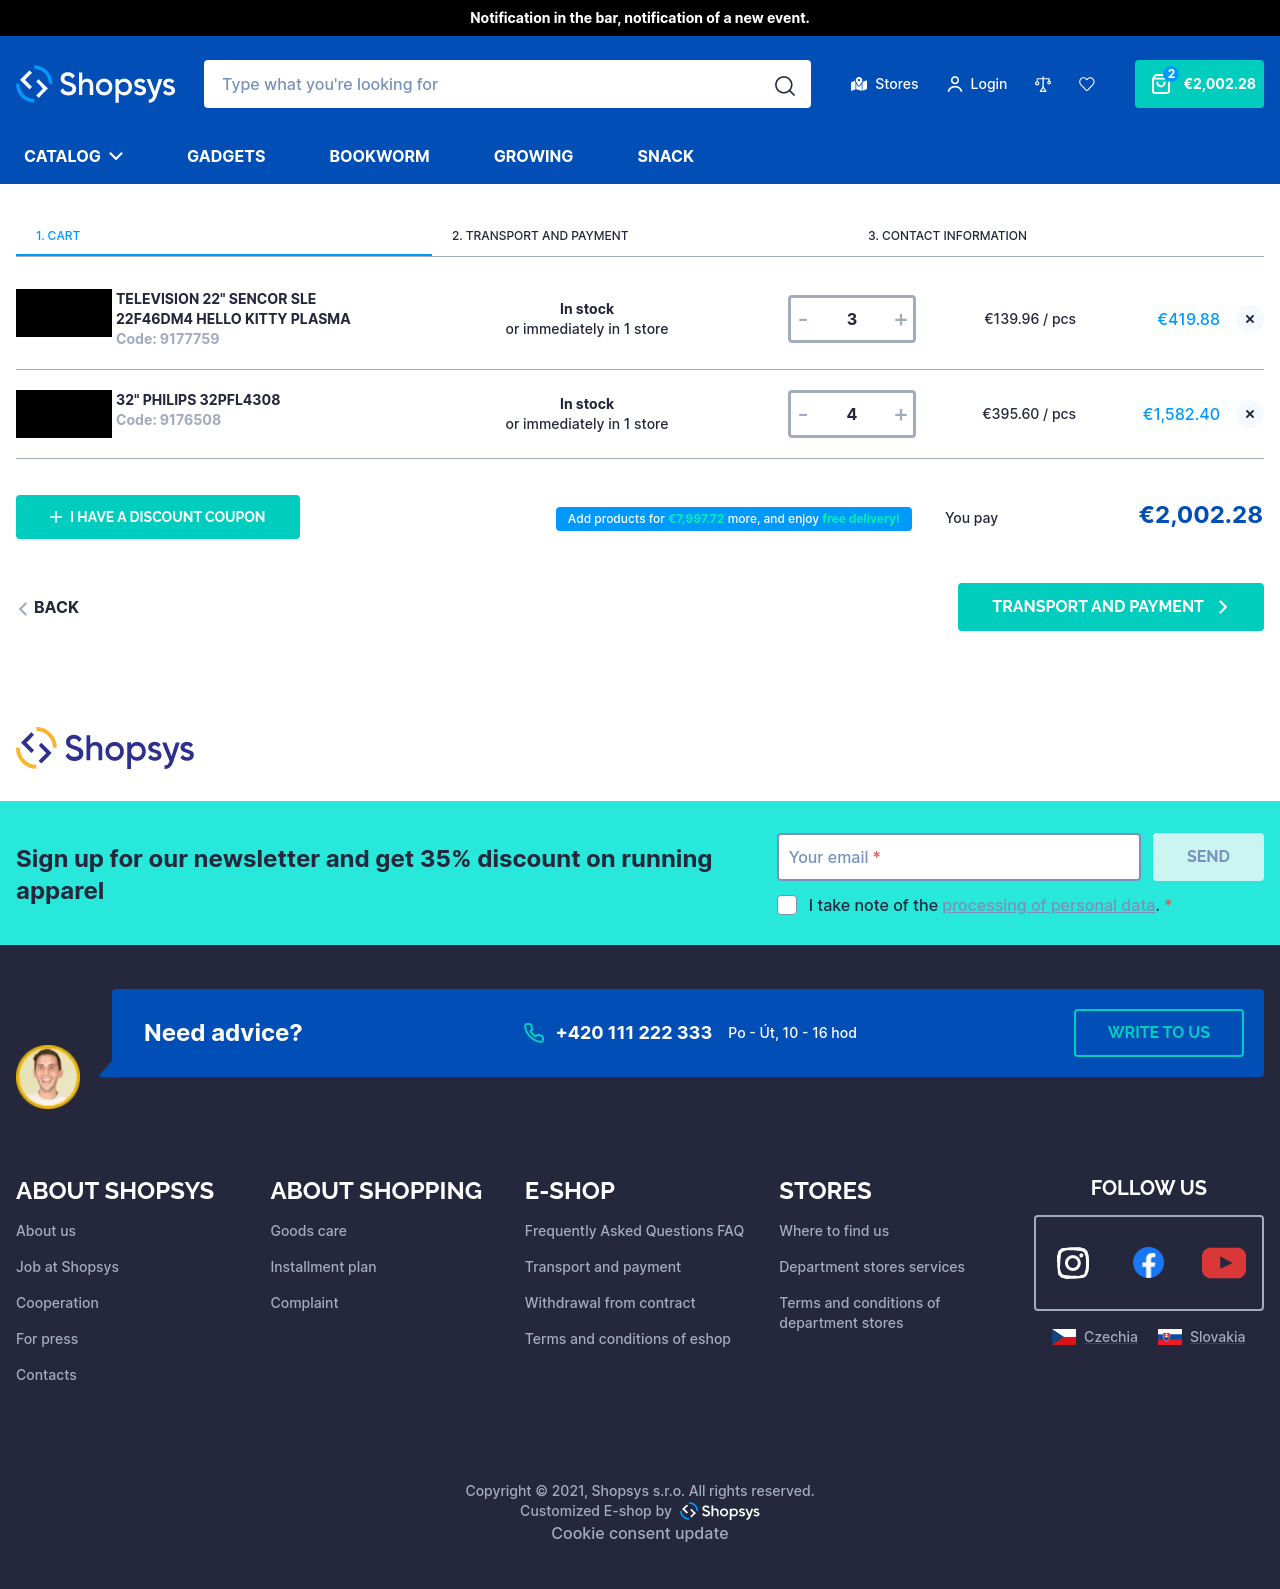 Notification in the bar, notification of a new event.
Shopsys
Type what you're looking for
Stores
Login
2
€2,002.28
CATALOG
GADGETS
BOOKWORM
GROWING
SNACK
1. CART
2. TRANSPORT AND PAYMENT
3. CONTACT INFORMATION
TELEVISION 22" SENCOR SLE
22F46DM4 HELLO KITTY PLASMA
Code: 9177759
In stock
or immediately in 1 store
- 3 +
€139.96 / pcs
€419.88
32" PHILIPS 32PFL4308
Code: 9176508
In stock
or immediately in 1 store
- 4 +
€395.60 / pcs
€1,582.40
I HAVE A DISCOUNT COUPON
Add products for €7,997.72 more, and enjoy free delivery!
You pay
€2,002.28
BACK
TRANSPORT AND PAYMENT
Shopsys
Sign up for our newsletter and get 35% discount on running
apparel
Your email *
SEND
I take note of the processing of personal data. *
Need advice?
+420 111 222 333
Po - Út, 10 - 16 hod
WRITE TO US
ABOUT SHOPSYS
About us
Job at Shopsys
Cooperation
For press
Contacts
ABOUT SHOPPING
Goods care
Installment plan
Complaint
E-SHOP
Frequently Asked Questions FAQ
Transport and payment
Withdrawal from contract
Terms and conditions of eshop
STORES
Where to find us
Department stores services
Terms and conditions of
department stores
FOLLOW US
Czechia
Slovakia
Copyright © 2021, Shopsys s.r.o. All rights reserved.
Customized E-shop by Shopsys
Cookie consent update